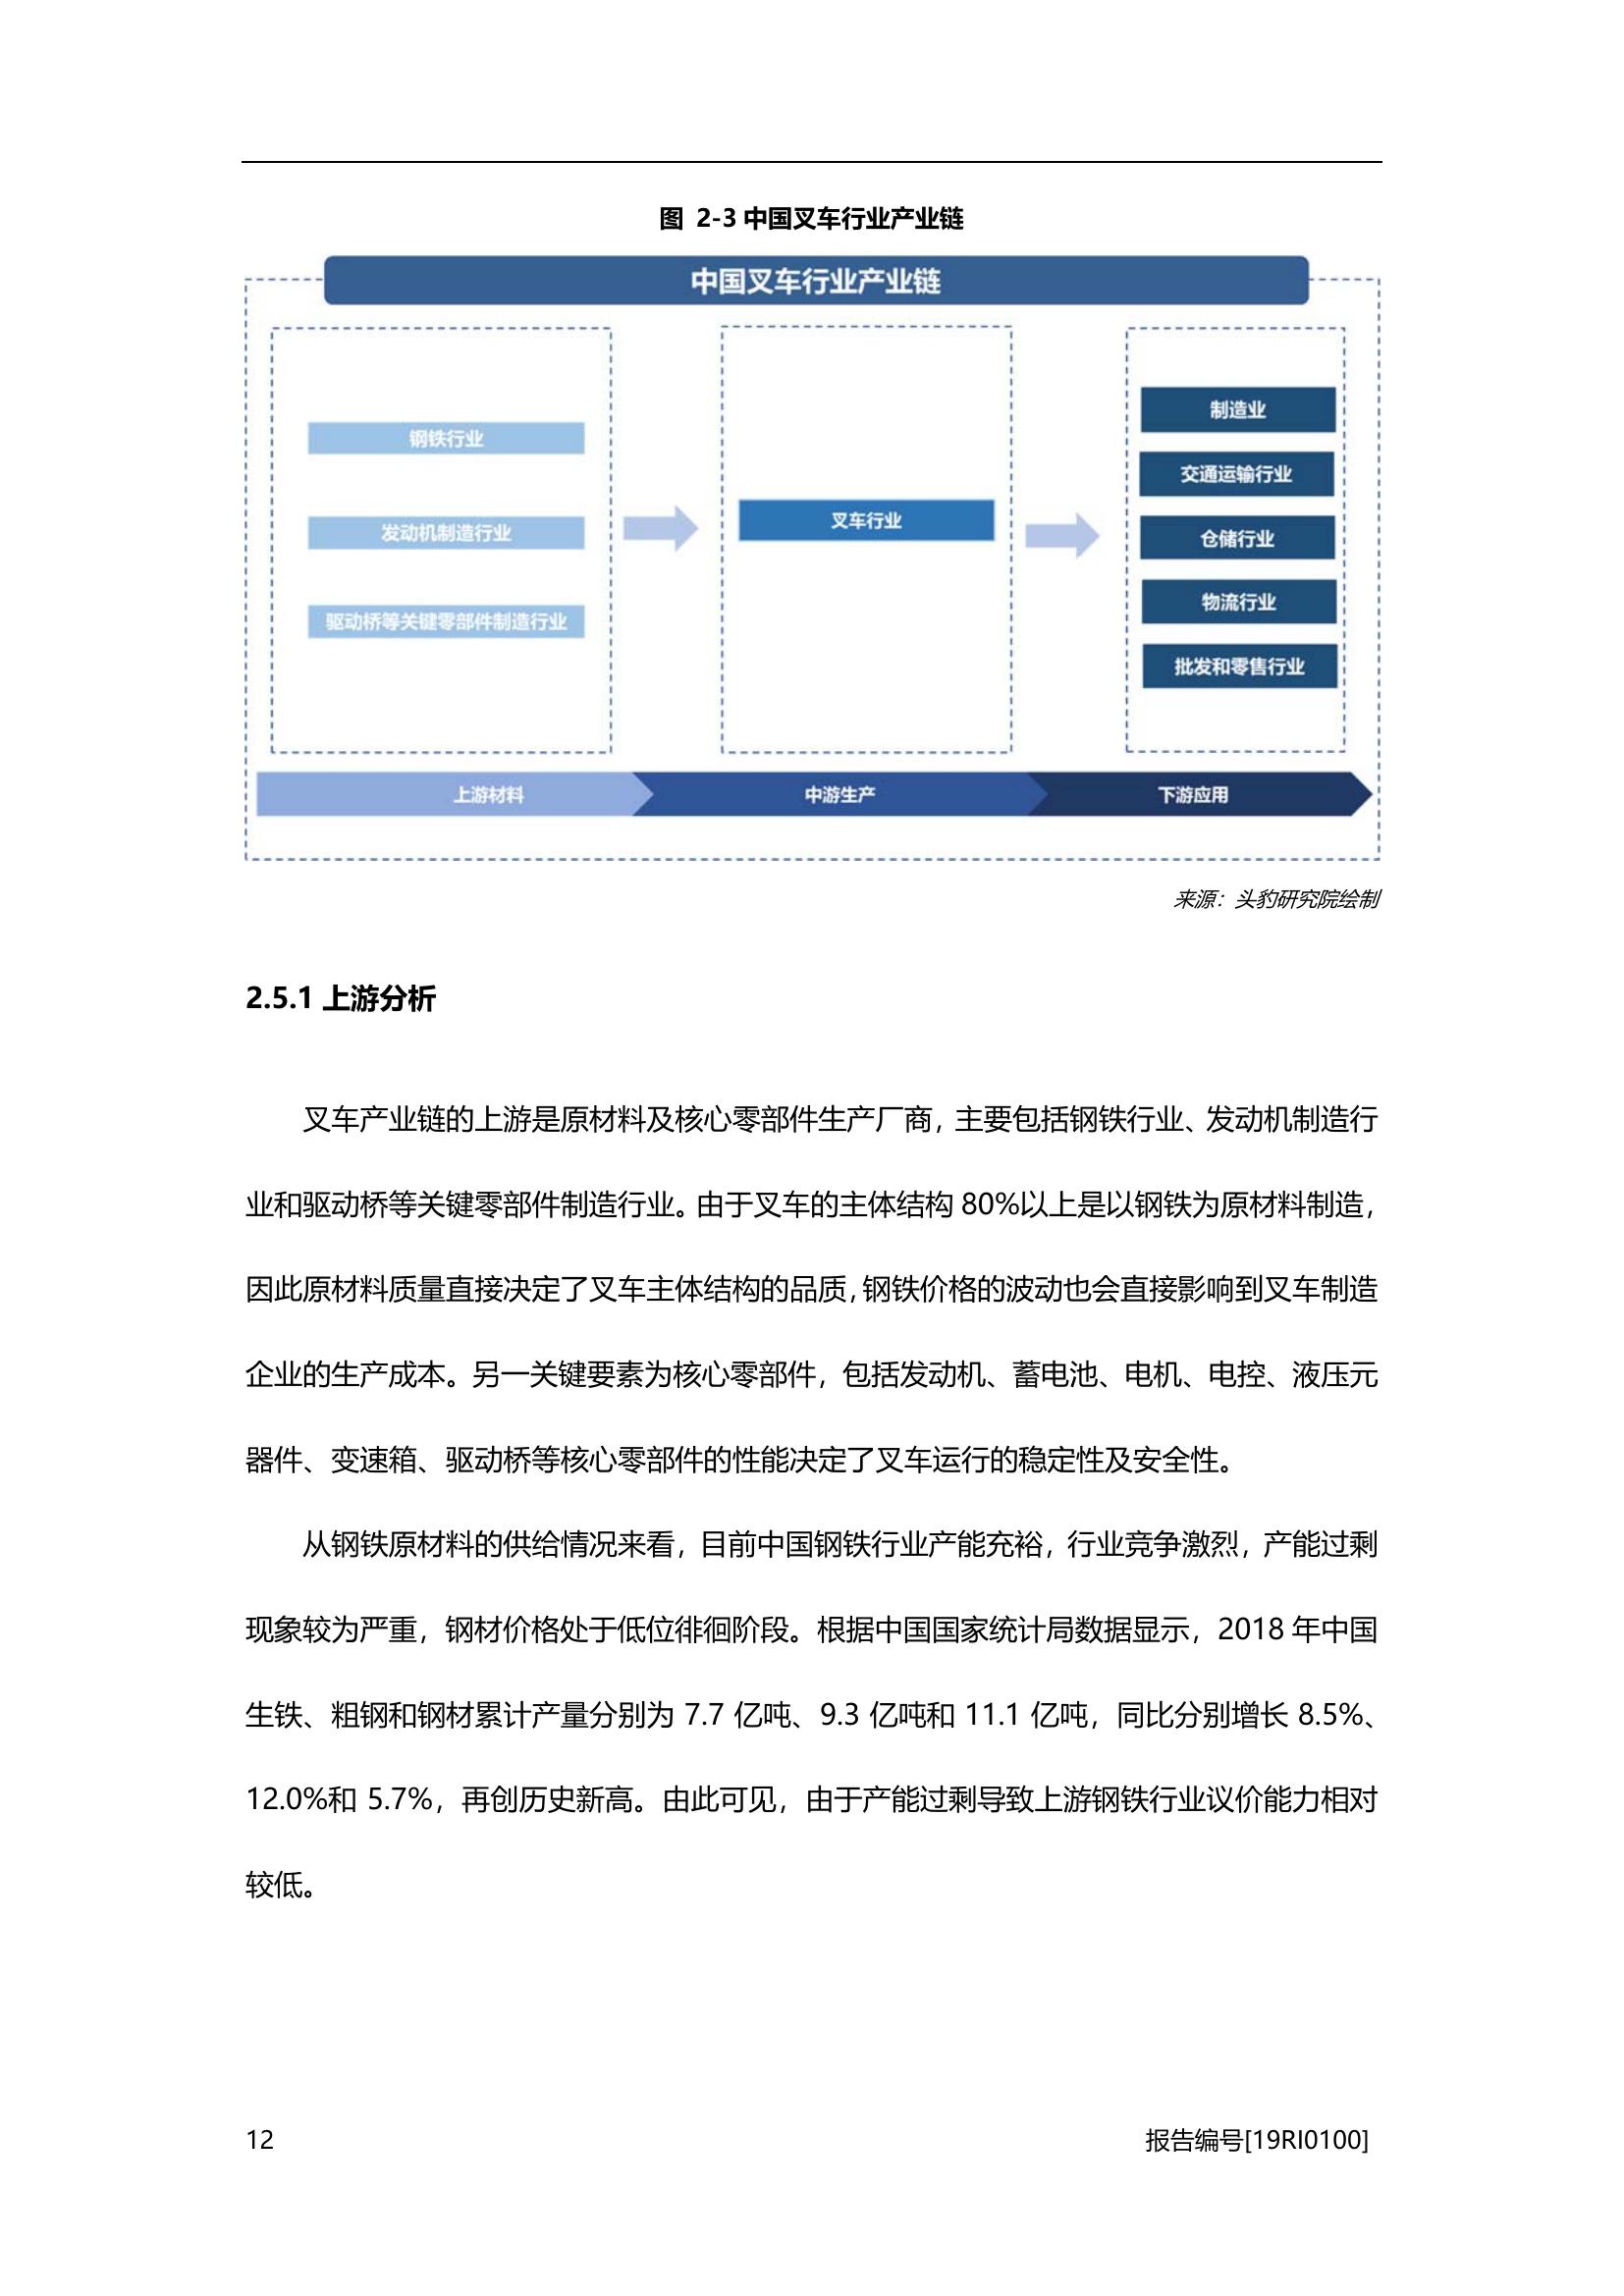 图 2-3 中国叉车行业产业链
中国叉车行业产业链
钢铁行业
发动机制造行业
驱动桥等关键零部件制造行业
叉车行业
制造业
交通运输行业
仓储行业
物流行业
批发和零售行业
上游材料
中游生产
下游应用
来源：头豹研究院绘制
2.5.1 上游分析
叉车产业链的上游是原材料及核心零部件生产厂商，主要包括钢铁行业、发动机制造行
业和驱动桥等关键零部件制造行业。由于叉车的主体结构 80%以上是以钢铁为原材料制造，
因此原材料质量直接决定了叉车主体结构的品质，钢铁价格的波动也会直接影响到叉车制造
企业的生产成本。另一关键要素为核心零部件，包括发动机、蓄电池、电机、电控、液压元
器件、变速箱、驱动桥等核心零部件的性能决定了叉车运行的稳定性及安全性。
从钢铁原材料的供给情况来看，目前中国钢铁行业产能充裕，行业竞争激烈，产能过剩
现象较为严重，钢材价格处于低位徘徊阶段。根据中国国家统计局数据显示，2018 年中国
生铁、粗钢和钢材累计产量分别为 7.7 亿吨、9.3 亿吨和 11.1 亿吨，同比分别增长 8.5%、
12.0%和 5.7%，再创历史新高。由此可见，由于产能过剩导致上游钢铁行业议价能力相对
较低。
12
报告编号[19RI0100]